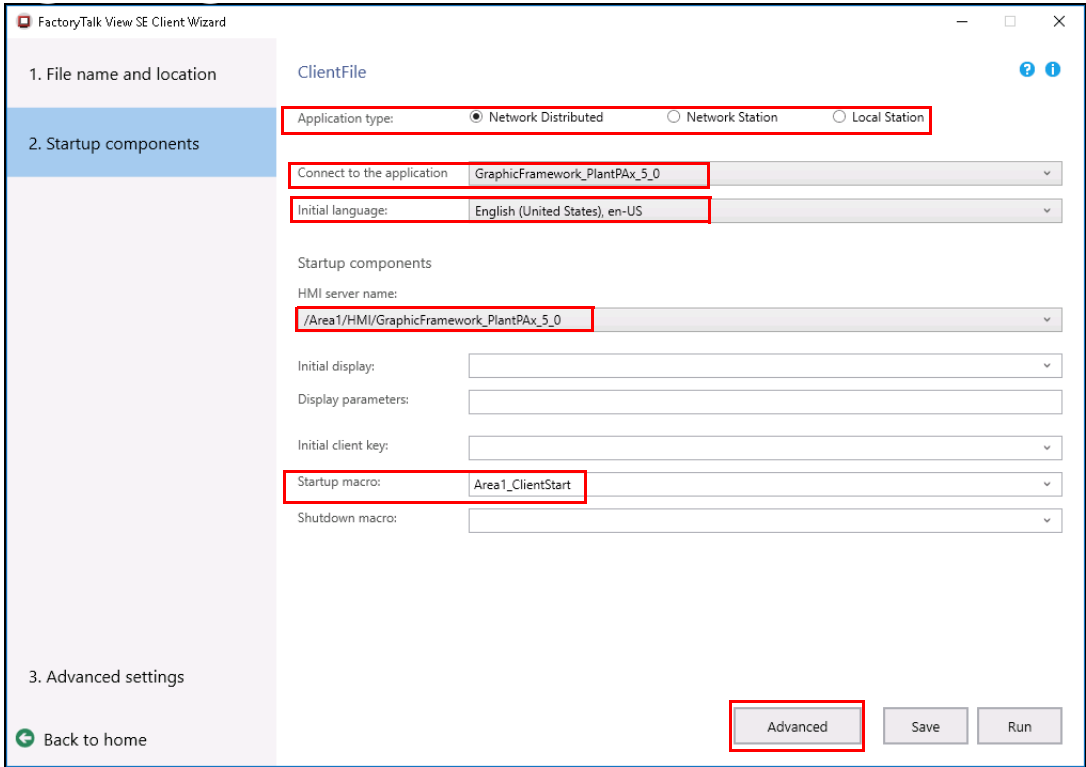 FactoryTalk View SE Client Wizard
1. File name and location
2. Startup components
3. Advanced settings
Back to home
ClientFile
Application type: Network Distributed Network Station Local Station
Connect to the application GraphicFramework_PlantPAx_5_0
Initial language: English (United States), en-US
Startup components
HMI server name:
/Area1/HMI/GraphicFramework_PlantPAx_5_0
Initial display:
Display parameters:
Initial client key:
Startup macro: Area1_ClientStart
Shutdown macro:
Advanced Save Run